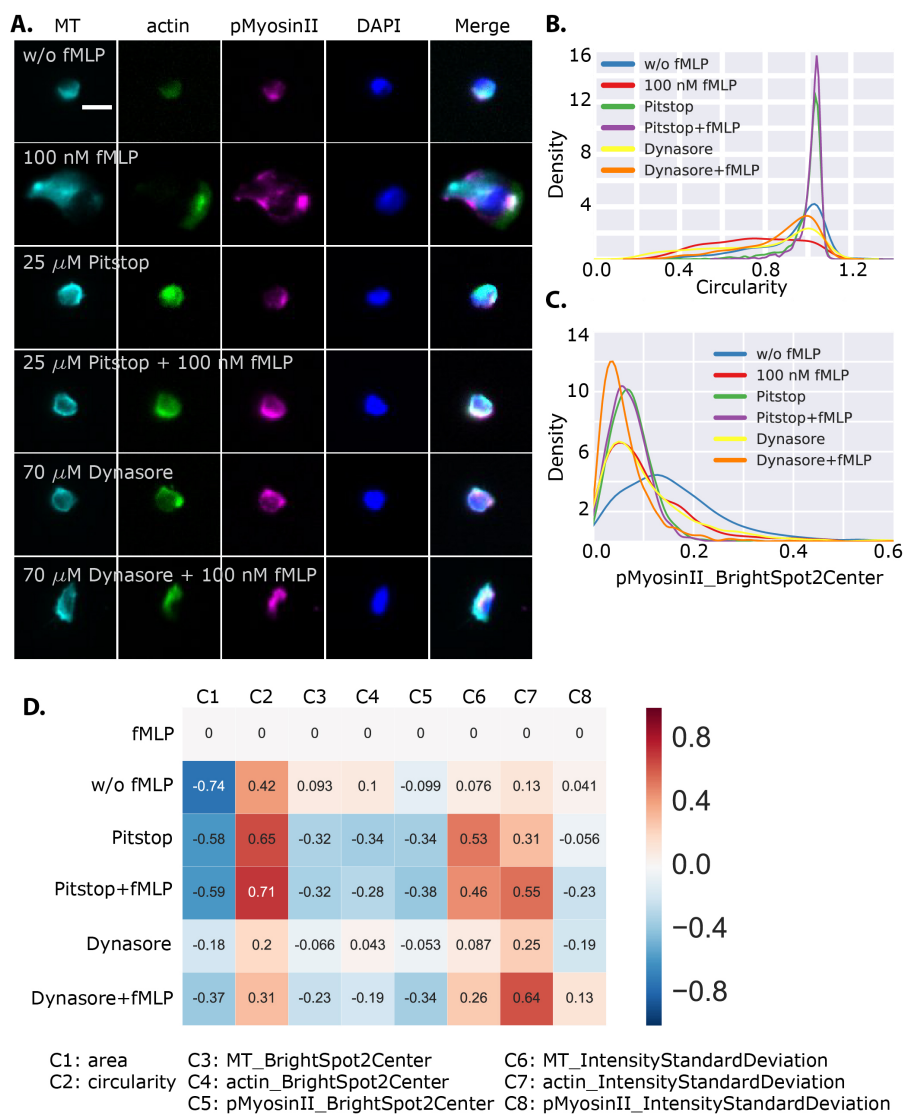 A.
MT actin pMyosinII DAPI Merge
w/o fMLP
100 nM fMLP
25 μM Pitstop
25 μM Pitstop + 100 nM fMLP
70 μM Dynasore
70 μM Dynasore + 100 nM fMLP
B.
16
12
8
4
Density
w/o fMLP
100 nM fMLP
Pitstop
Pitstop+fMLP
Dynasore
Dynasore+fMLP
0.0 0.4 0.8 1.2
Circularity
C.
14
10
6
2
Density
w/o fMLP
100 nM fMLP
Pitstop
Pitstop+fMLP
Dynasore
Dynasore+fMLP
0.0 0.2 0.4 0.6
pMyosinII_BrightSpot2Center
D.
C1 C2 C3 C4 C5 C6 C7 C8
fMLP 0 0 0 0 0 0 0 0
w/o fMLP -0.74 0.42 0.093 0.1 -0.099 0.076 0.13 0.041
Pitstop -0.58 0.65 -0.32 -0.34 -0.34 0.53 0.31 -0.056
Pitstop+fMLP -0.59 0.71 -0.32 -0.28 -0.38 0.46 0.55 -0.23
Dynasore -0.18 0.2 -0.066 0.043 -0.053 0.087 0.25 -0.19
Dynasore+fMLP -0.37 0.31 -0.23 -0.19 -0.34 0.26 0.64 0.13
0.8
0.4
0.0
−0.4
−0.8
C1: area C3: MT_BrightSpot2Center C6: MT_IntensityStandardDeviation
C2: circularity C4: actin_BrightSpot2Center C7: actin_IntensityStandardDeviation
C5: pMyosinII_BrightSpot2Center C8: pMyosinII_IntensityStandardDeviation